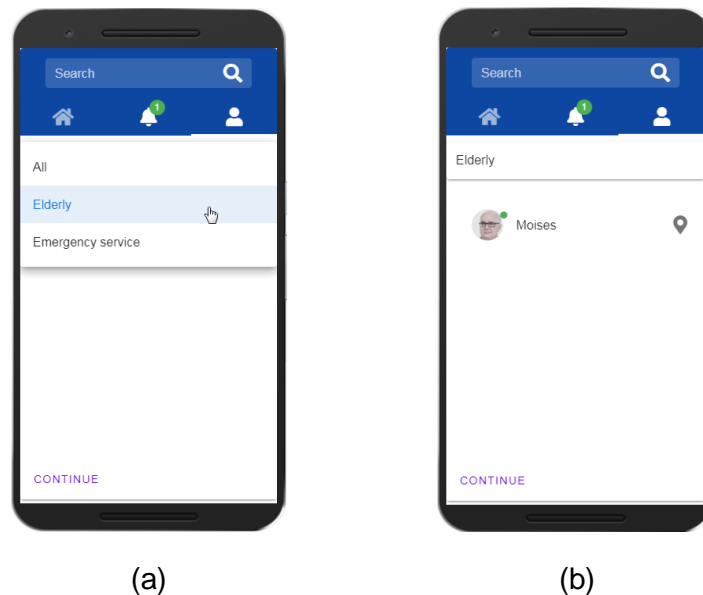 Search
1
All
Elderly
Emergency service
CONTINUE
(a)
Search
1
Elderly
Moises
CONTINUE
(b)